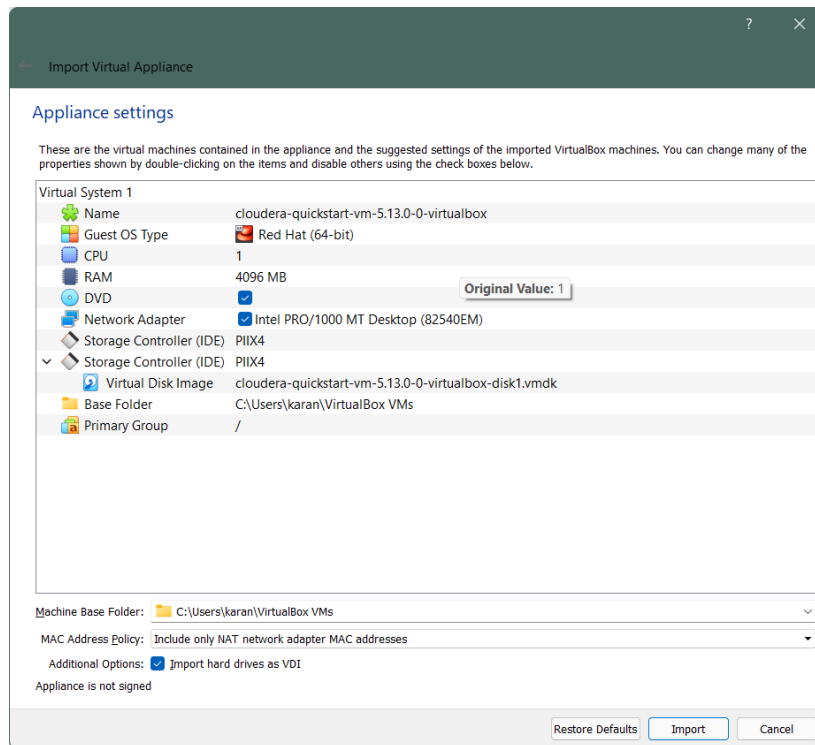 ?
Import Virtual Appliance
Appliance settings
These are the virtual machines contained in the appliance and the suggested settings of the imported VirtualBox machines. You can change many of the
properties shown by double-clicking on the items and disable others using the check boxes below.
Virtual System 1
Name cloudera-quickstart-vm-5.13.0-0-virtualbox
Guest OS Type Red Hat (64-bit)
CPU 1
RAM 4096 MB
Original Value: 1
DVD
Network Adapter Intel PRO/1000 MT Desktop (82540EM)
Storage Controller (IDE) PIIX4
Storage Controller (IDE) PIIX4
Virtual Disk Image cloudera-quickstart-vm-5.13.0-0-virtualbox-disk1.vmdk
Base Folder C:\Users\karan\VirtualBox VMs
Primary Group /
Machine Base Folder: C:\Users\karan\VirtualBox VMs
MAC Address Policy: Include only NAT network adapter MAC addresses
Additional Options: Import hard drives as VDI
Appliance is not signed
Restore Defaults Import Cancel